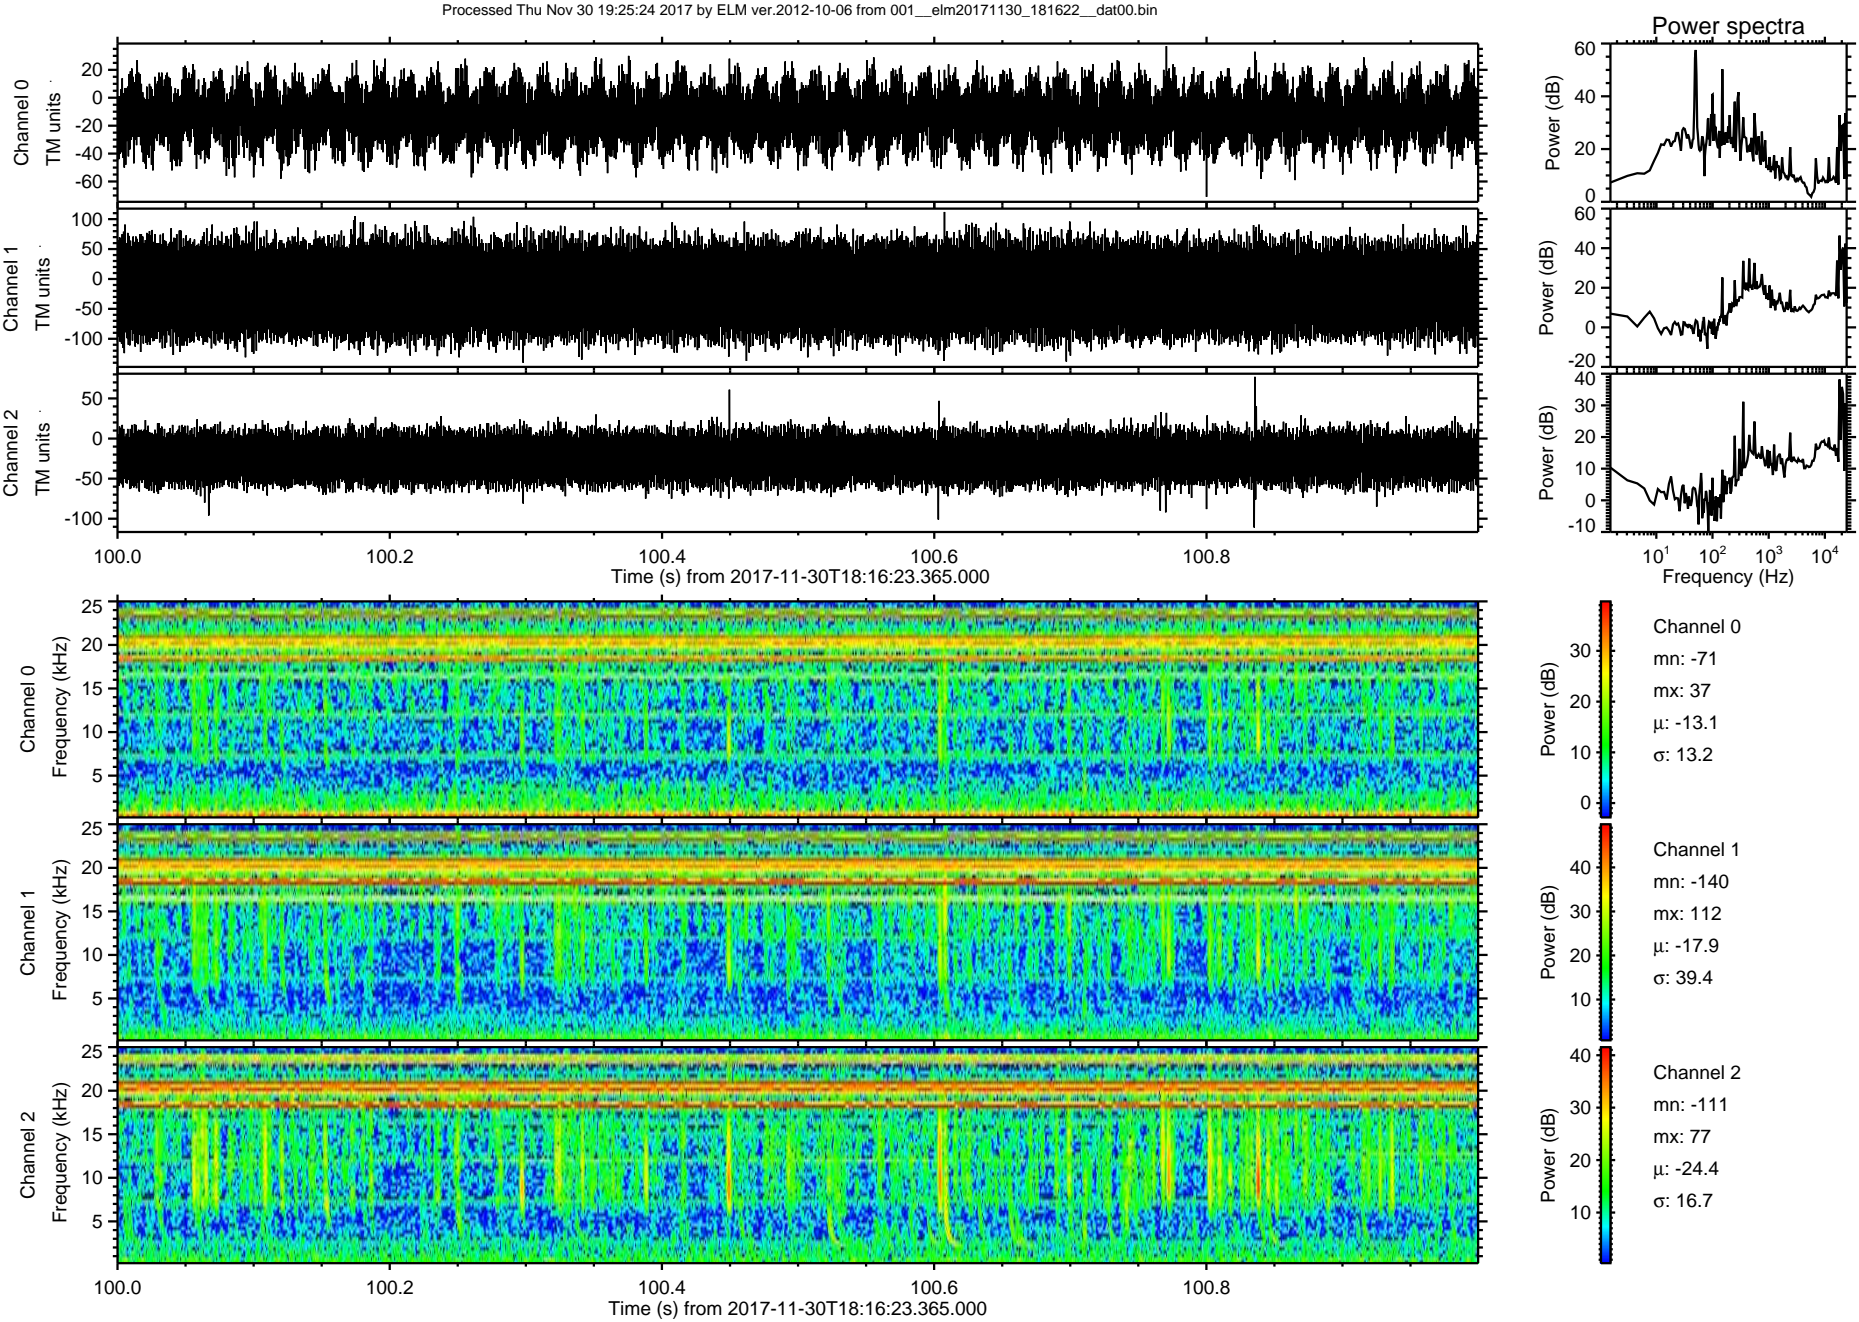 Processed Thu Nov 30 19:25:24 2017 by ELM ver.2012-10-06 from 001__elm20171130_181622__dat00.bin
Power spectra
Channel 0
TM units
20
0
-20
-40
-60
Power (dB)
60
40
20
0
Channel 1
TM units
100
50
0
-50
-100
Power (dB)
60
40
20
0
-20
Channel 2
TM units
50
0
-50
-100
Power (dB)
40
30
20
10
0
-10
100.0 100.2 100.4 100.6 100.8
Time (s) from 2017-11-30T18:16:23.365.000
10^1 10^2 10^3 10^4
Frequency (Hz)
Channel 0
Frequency (kHz)
25
20
15
10
5
Power (dB)
30
20
10
0
Channel 0
mn: -71
mx: 37
μ: -13.1
σ: 13.2
Channel 1
Frequency (kHz)
25
20
15
10
5
Power (dB)
40
30
20
10
Channel 1
mn: -140
mx: 112
μ: -17.9
σ: 39.4
Channel 2
Frequency (kHz)
25
20
15
10
5
Power (dB)
40
30
20
10
Channel 2
mn: -111
mx: 77
μ: -24.4
σ: 16.7
100.0 100.2 100.4 100.6 100.8
Time (s) from 2017-11-30T18:16:23.365.000